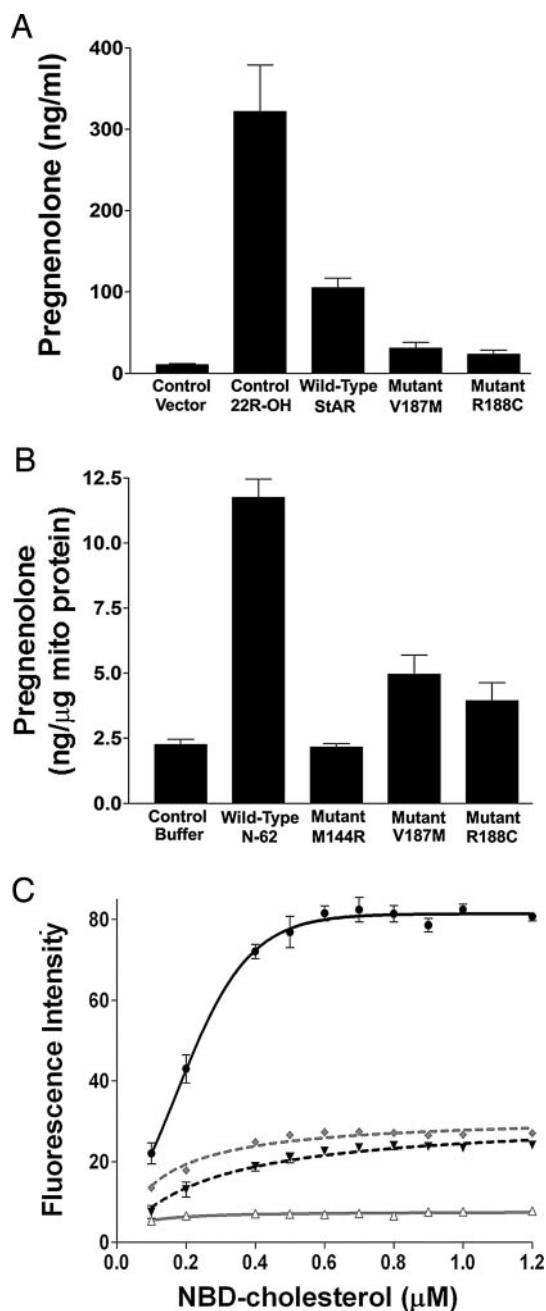 A
Pregnenolone (ng/ml)
400
300
200
100
0
Control Vector
Control 22R-OH
Wild-Type StAR
Mutant V187M
Mutant R188C
B
Pregnenolone
(ng/µg mito protein)
12.5
10.0
7.5
5.0
2.5
0.0
Control Buffer
Wild-Type N-62
Mutant M144R
Mutant V187M
Mutant R188C
C
Fluorescence Intensity
80
60
40
20
0
0.0 0.2 0.4 0.6 0.8 1.0 1.2
NBD-cholesterol (µM)